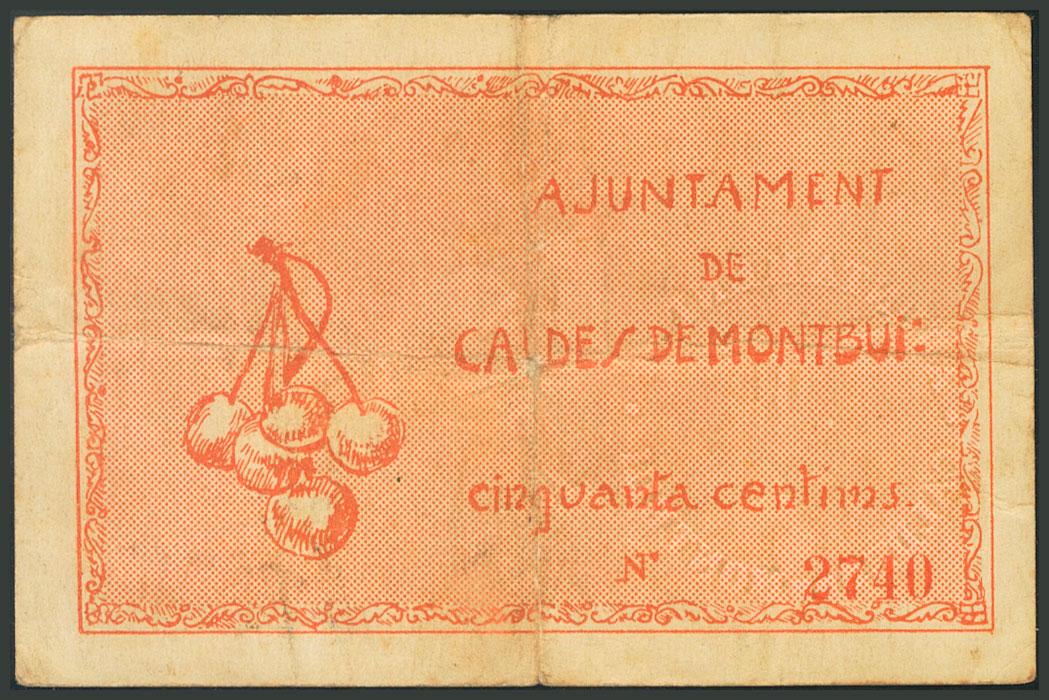 AJUNTAMENT
DE
CALDES DE MONTBUI:
cinquanta centims.
Nº 2740